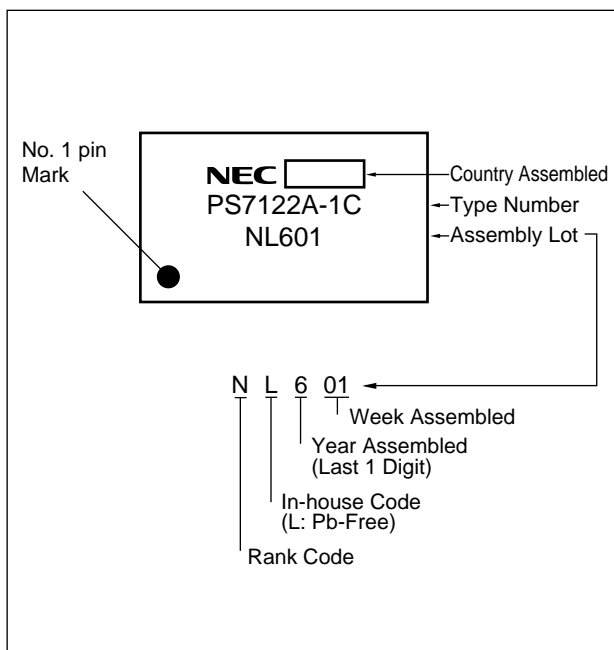 No. 1 pin
Mark
NEC
Country Assembled
PS7122A-1C
Type Number
NL601
Assembly Lot
N L 6 01
Week Assembled
Year Assembled
(Last 1 Digit)
In-house Code
(L: Pb-Free)
Rank Code